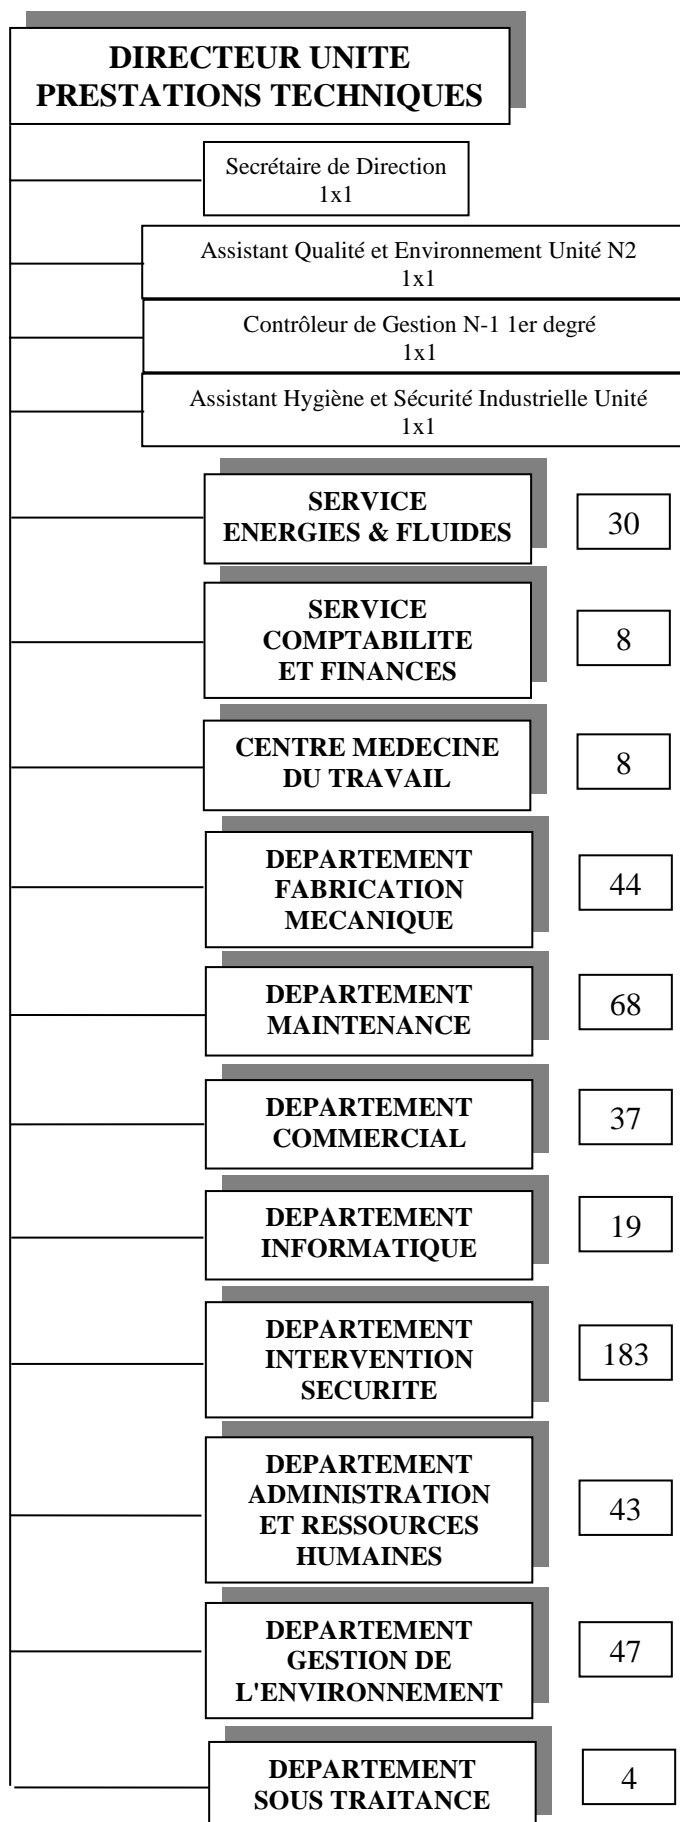 DIRECTEUR UNITE
PRESTATIONS TECHNIQUES
Secrétaire de Direction
1x1
Assistant Qualité et Environnement Unité N2
1x1
Contrôleur de Gestion N-1 1er degré
1x1
Assistant Hygiène et Sécurité Industrielle Unité
1x1
SERVICE
ENERGIES & FLUIDES
30
SERVICE
COMPTABILITE
ET FINANCES
8
CENTRE MEDECINE
DU TRAVAIL
8
DEPARTEMENT
FABRICATION
MECANIQUE
44
DEPARTEMENT
MAINTENANCE
68
DEPARTEMENT
COMMERCIAL
37
DEPARTEMENT
INFORMATIQUE
19
DEPARTEMENT
INTERVENTION
SECURITE
183
DEPARTEMENT
ADMINISTRATION
ET RESSOURCES
HUMAINES
43
DEPARTEMENT
GESTION DE
L'ENVIRONNEMENT
47
DEPARTEMENT
SOUS TRAITANCE
4